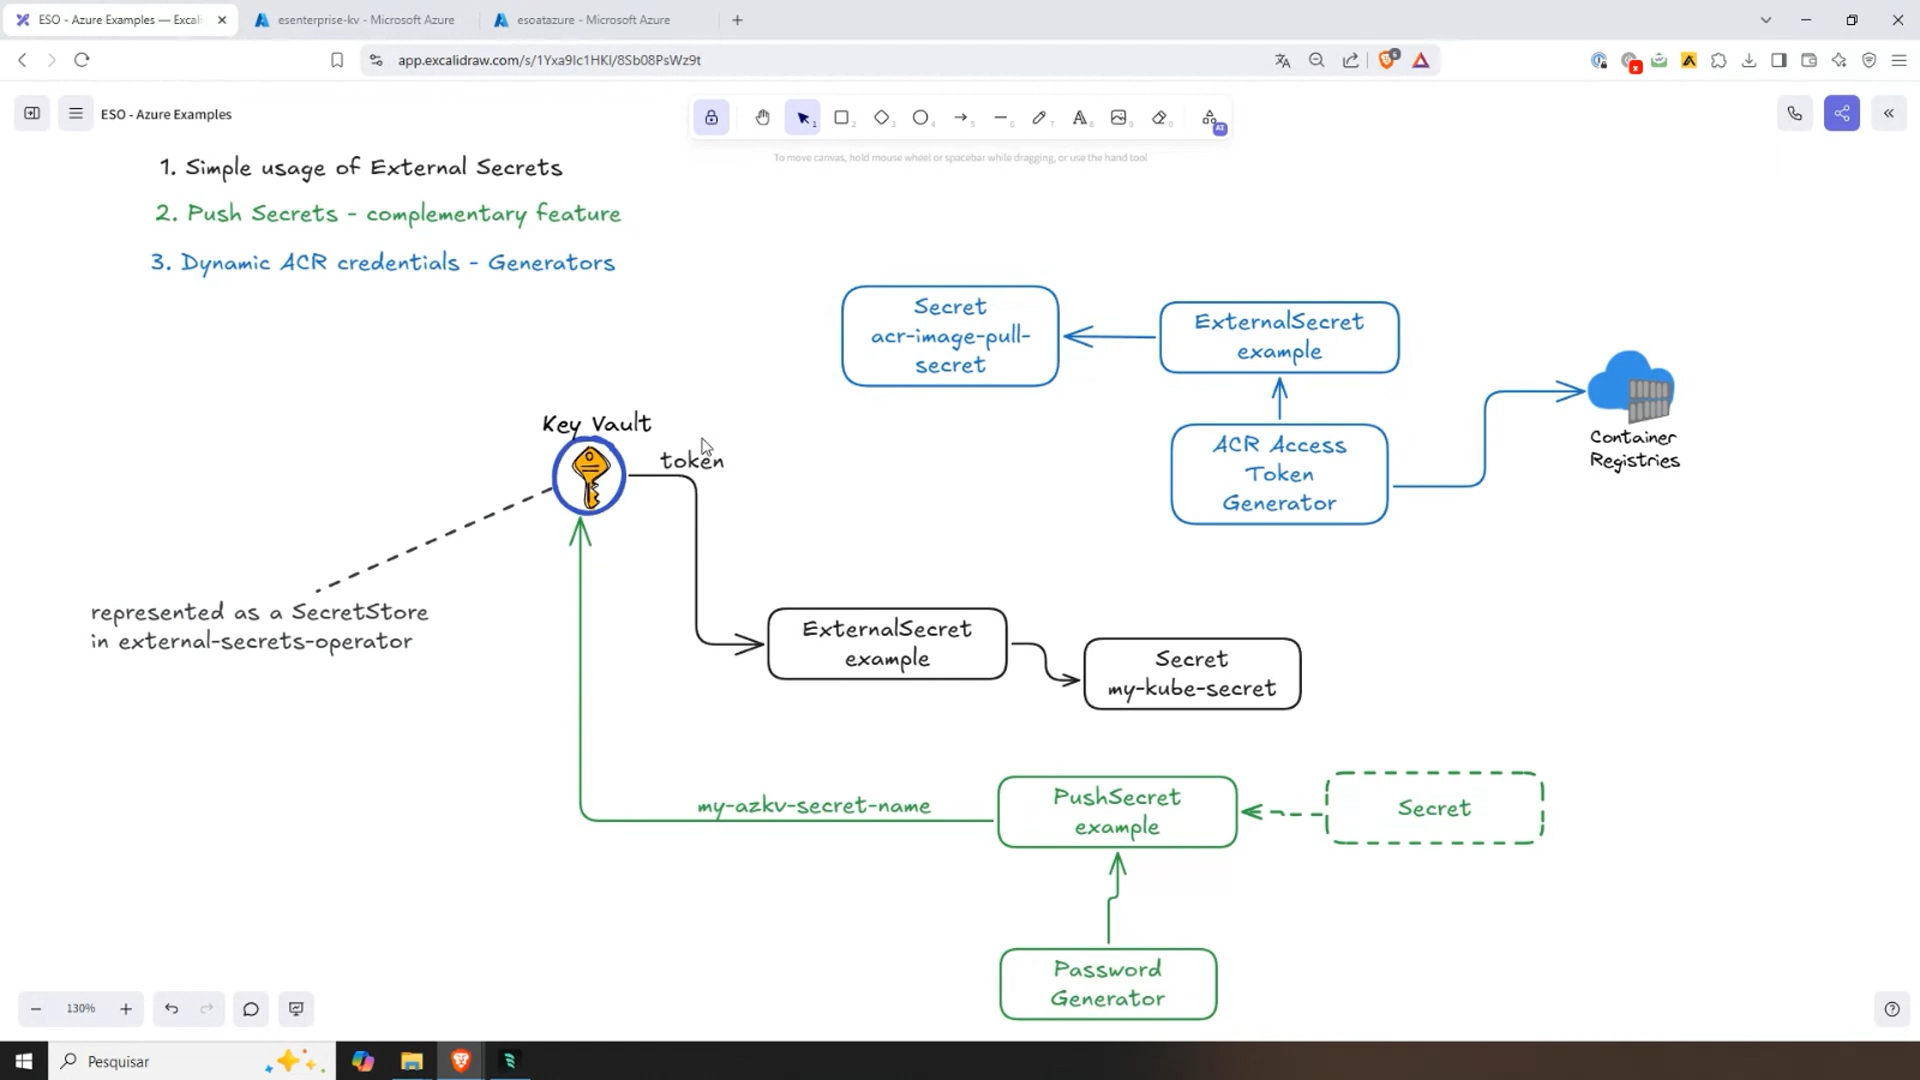 ESO - Azure Examples — Excali
esenterprise-kv - Microsoft Azure
esoatazure - Microsoft Azure
app.excalidraw.com/s/1Yxa9Ic1HKI/8Sb08PsWz9t
ESO - Azure Examples
To move canvas, hold mouse wheel or spacebar while dragging, or use the hand tool
1. Simple usage of External Secrets
2. Push Secrets - complementary feature
3. Dynamic ACR credentials - Generators
Secret
acr-image-pull-
secret
ExternalSecret
example
Container
Registries
ACR Access
Token
Generator
Key Vault
token
represented as a SecretStore
in external-secrets-operator
ExternalSecret
example
Secret
my-kube-secret
my-azkv-secret-name
PushSecret
example
Secret
Password
Generator
130%
Pesquisar